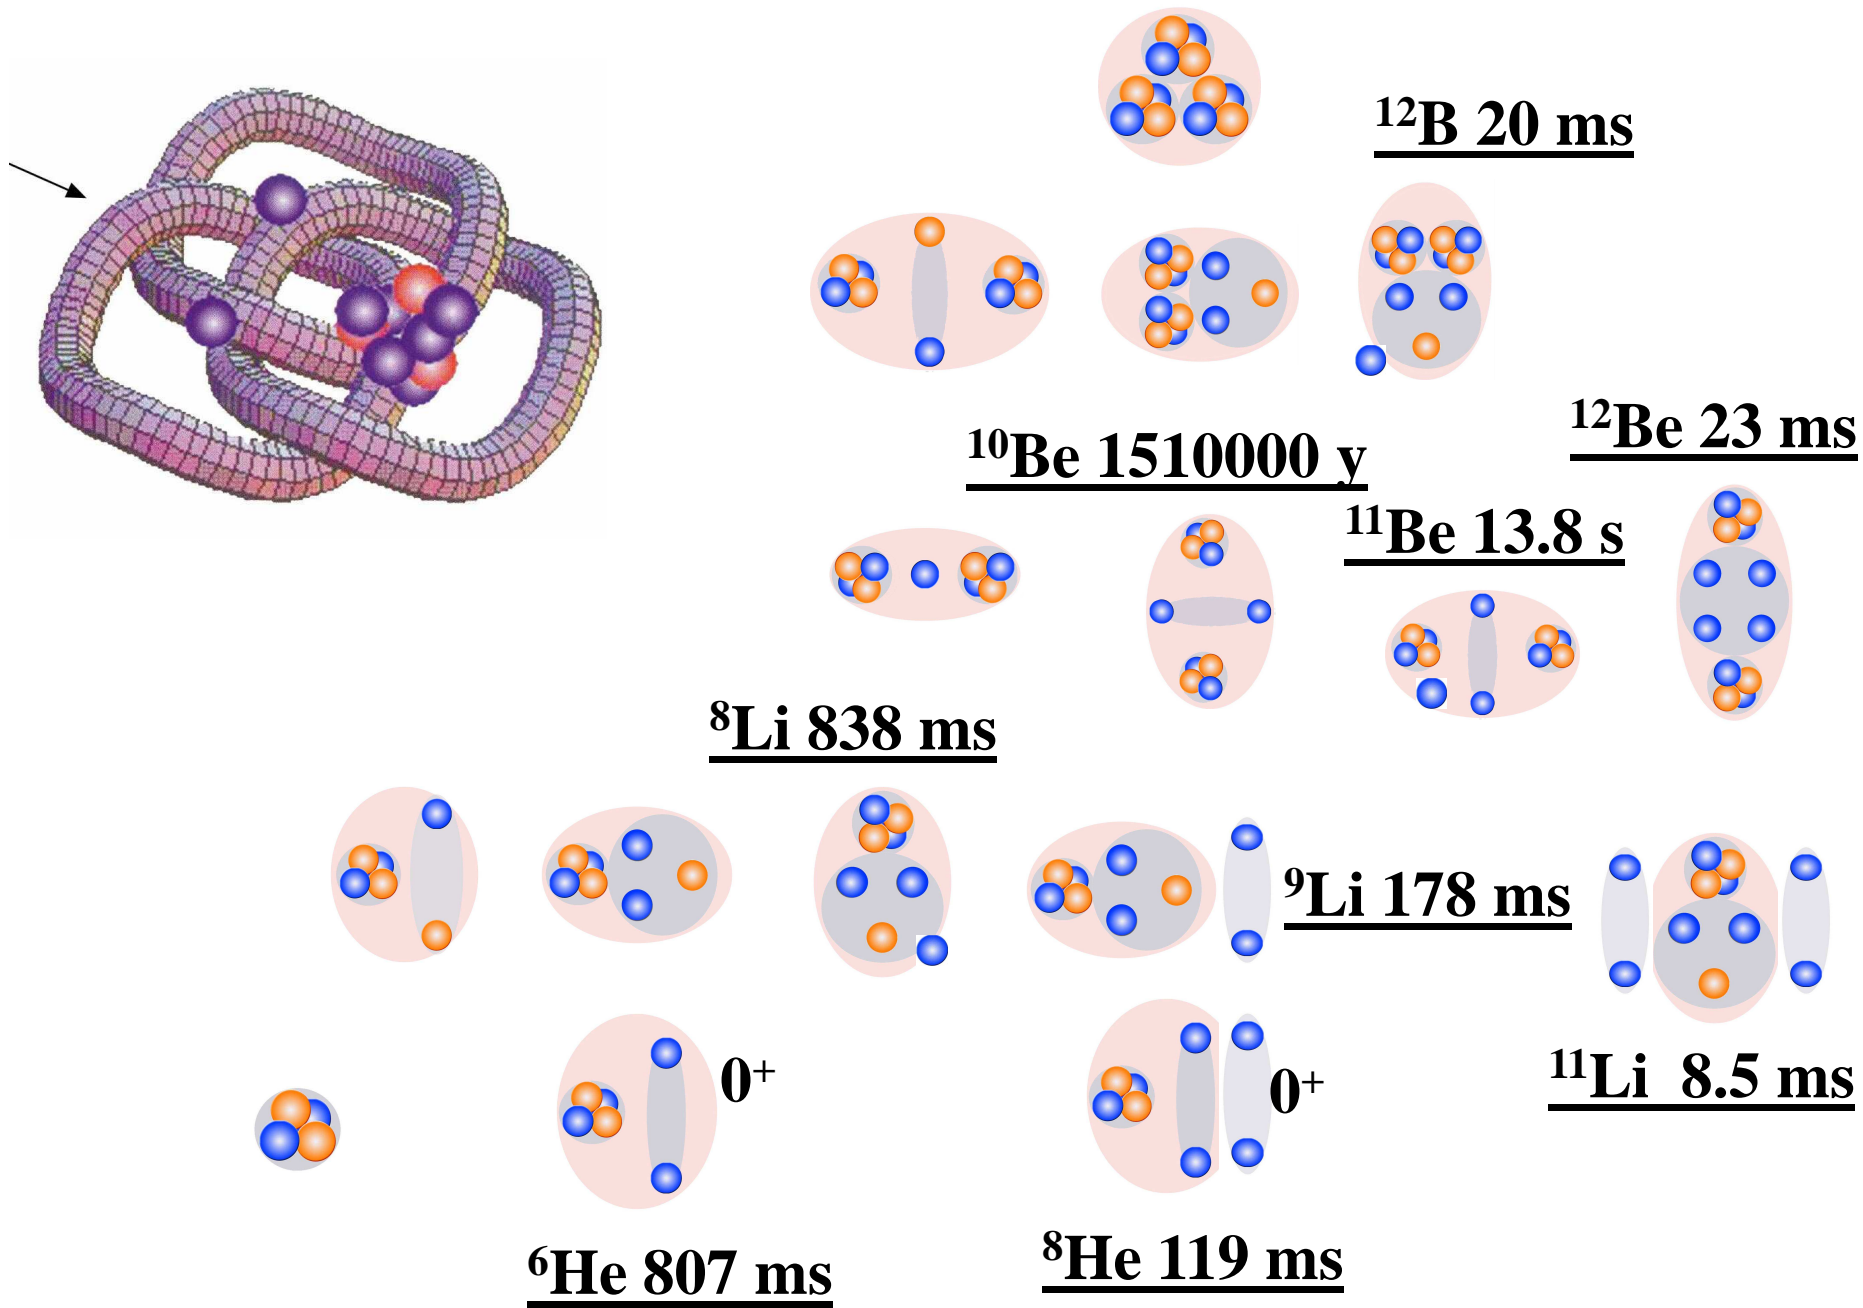 ¹²B 20 ms
¹²Be 23 ms
¹⁰Be 1510000 y
¹¹Be 13.8 s
⁸Li 838 ms
⁹Li 178 ms
0⁺
0⁺
¹¹Li 8.5 ms
⁶He 807 ms
⁸He 119 ms